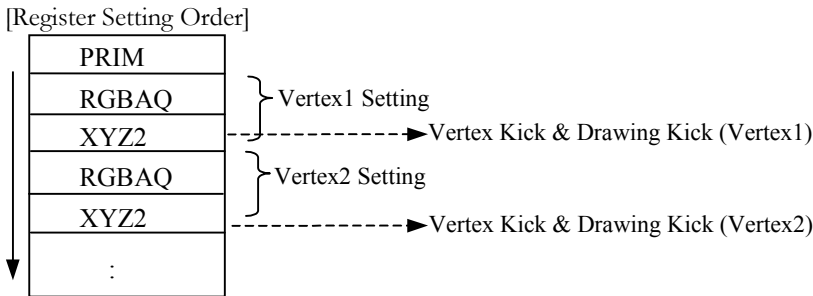 [Register Setting Order]
PRIM
RGBAQ
Vertex1 Setting
XYZ2
Vertex Kick & Drawing Kick (Vertex1)
RGBAQ
Vertex2 Setting
XYZ2
Vertex Kick & Drawing Kick (Vertex2)
: